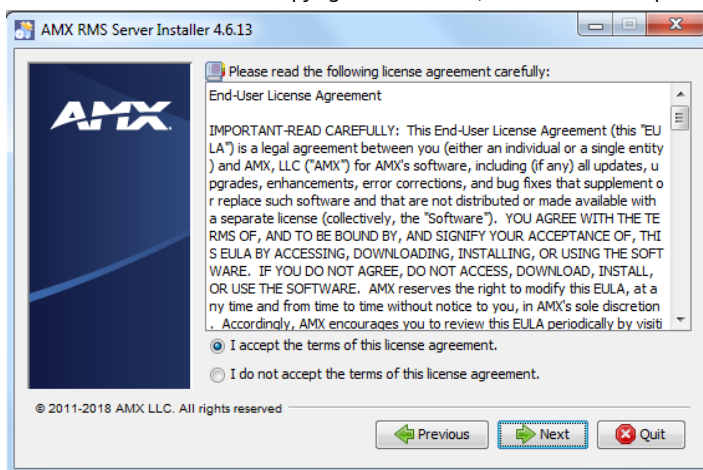 AMX RMS Server Installer 4.6.13
AMX
Please read the following license agreement carefully:
End-User License Agreement
IMPORTANT-READ CAREFULLY: This End-User License Agreement (this "EU
LA") is a legal agreement between you (either an individual or a single entity
) and AMX, LLC ("AMX") for AMX's software, including (if any) all updates, u
pgrades, enhancements, error corrections, and bug fixes that supplement o
r replace such software and that are not distributed or made available with
a separate license (collectively, the "Software"). YOU AGREE WITH THE TE
RMS OF, AND TO BE BOUND BY, AND SIGNIFY YOUR ACCEPTANCE OF, THI
S EULA BY ACCESSING, DOWNLOADING, INSTALLING, OR USING THE SOFT
WARE. IF YOU DO NOT AGREE, DO NOT ACCESS, DOWNLOAD, INSTALL,
OR USE THE SOFTWARE. AMX reserves the right to modify this EULA, at a
ny time and from time to time without notice to you, in AMX's sole discretion
. Accordingly, AMX encourages you to review this EULA periodically by visiti
I accept the terms of this license agreement.
I do not accept the terms of this license agreement.
© 2011-2018 AMX LLC. All rights reserved
Previous
Next
Quit